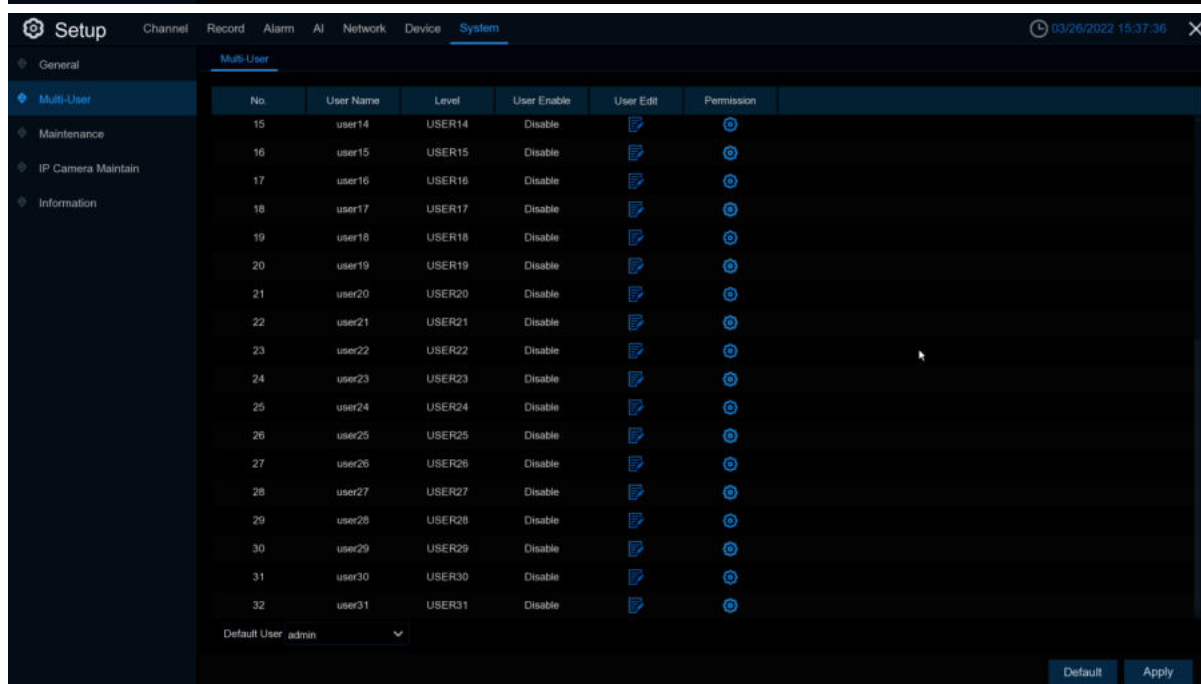 Setup Channel Record Alarm AI Network Device System 03/26/2022 15:37:36
General
Multi-User
Maintenance
IP Camera Maintain
Information
Multi-User
No. User Name Level User Enable User Edit Permission
15 user14 USER14 Disable
16 user15 USER15 Disable
17 user16 USER16 Disable
18 user17 USER17 Disable
19 user18 USER18 Disable
20 user19 USER19 Disable
21 user20 USER20 Disable
22 user21 USER21 Disable
23 user22 USER22 Disable
24 user23 USER23 Disable
25 user24 USER24 Disable
26 user25 USER25 Disable
27 user26 USER26 Disable
28 user27 USER27 Disable
29 user28 USER28 Disable
30 user29 USER29 Disable
31 user30 USER30 Disable
32 user31 USER31 Disable
Default User admin
Default Apply